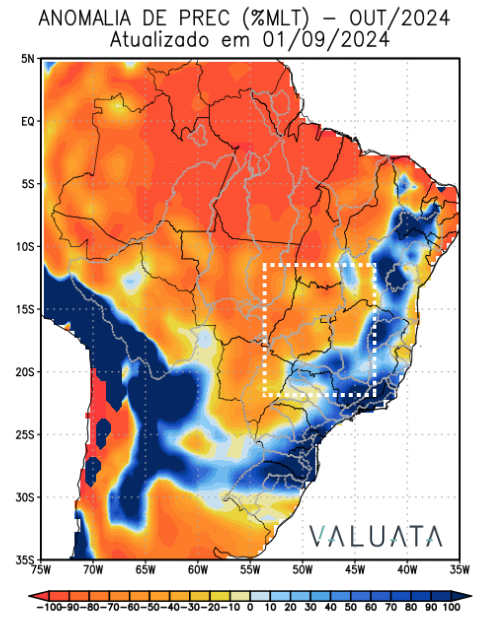 ANOMALIA DE PREC (%MLT) – OUT/2024
Atualizado em 01/09/2024
5N
EQ
5S
10S
15S
20S
25S
30S
35S
VALUATA
75W 70W 65W 60W 55W 50W 45W 40W 35W
-100 -90 -80 -70 -60 -50 -40 -30 -20 -10 0 10 20 30 40 50 60 70 80 90 100